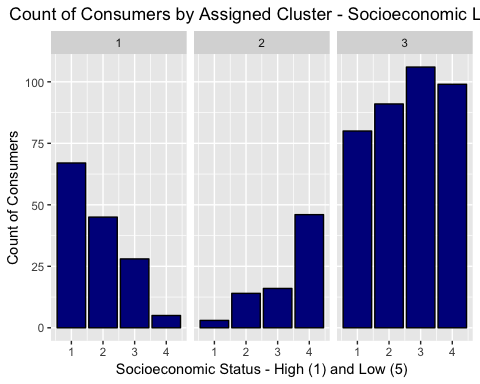 Count of Consumers by Assigned Cluster - Socioeconomic L
1 2 3
100
75
50
25
0
Count of Consumers
1 2 3 4 1 2 3 4 1 2 3 4
Socioeconomic Status - High (1) and Low (5)